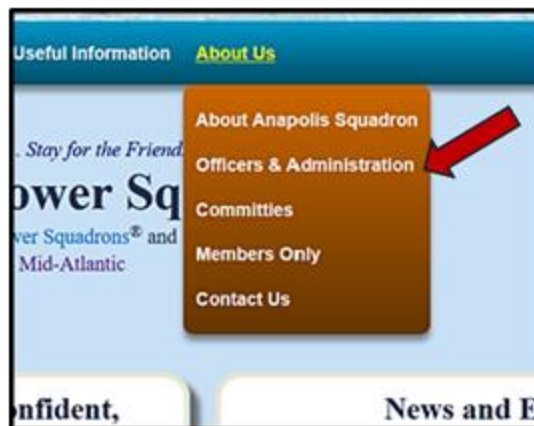 Useful Information About Us
About Anapolis Squadron
. Stay for the Friend
Officers & Administration
ower Sq
Committies
wer Squadrons® and
Members Only
Mid-Atlantic
Contact Us
nfident,
News and E